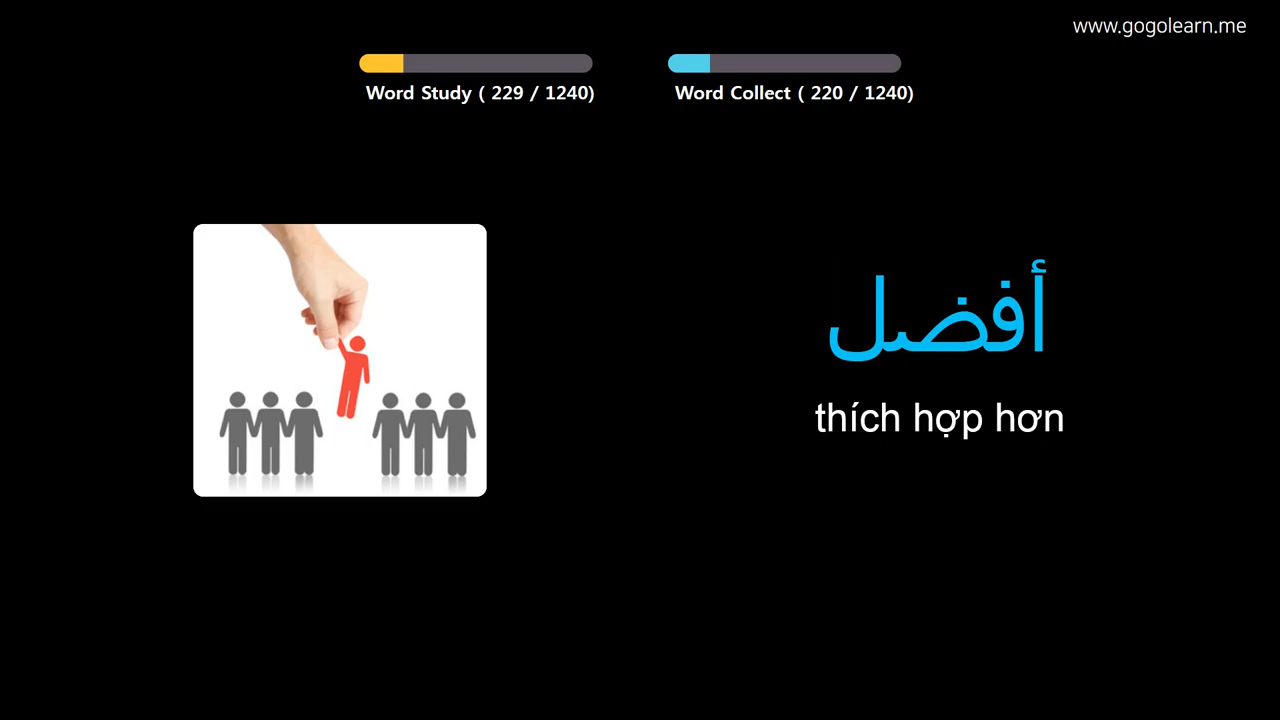 www.gogolearn.me
Word Study ( 229 / 1240)
Word Collect ( 220 / 1240)
أفضل
thích hợp hơn